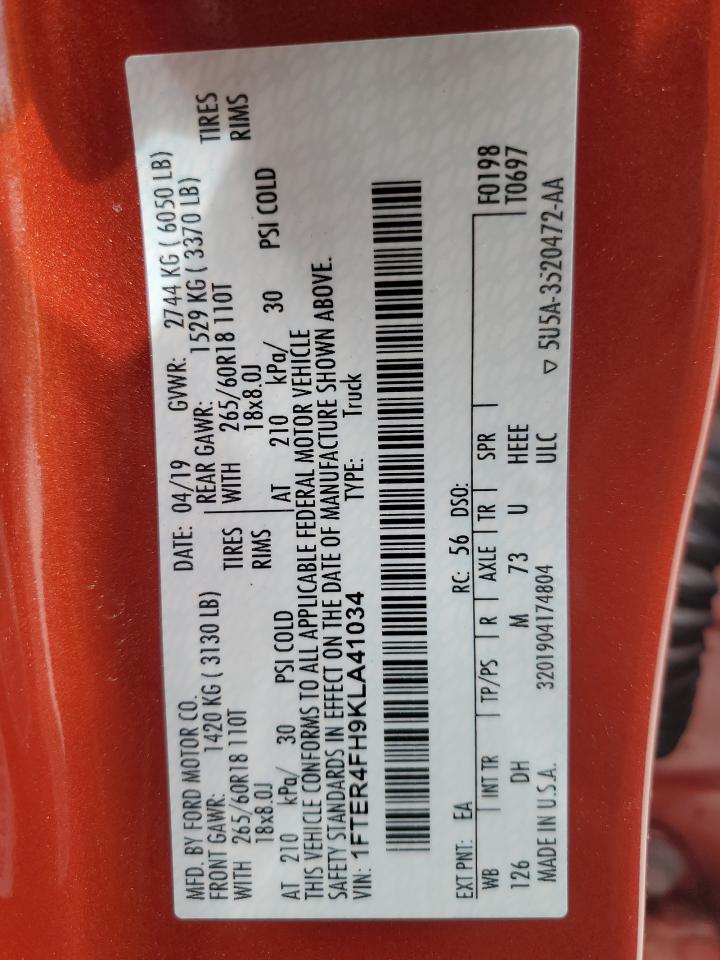 MFD. BY FORD MOTOR CO. DATE: 04/19 GVWR: 2744 KG ( 6050 LB)
FRONT GAWR: 1420 KG ( 3130 LB) REAR GAWR: 1529 KG ( 3370 LB)
WITH 265/60R18 110T TIRES WITH 265/60R18 110T TIRES
18x8.0J RIMS 18x8.0J RIMS
AT 210 kPa/ 30 PSI COLD AT 210 kPa/ 30 PSI COLD
THIS VEHICLE CONFORMS TO ALL APPLICABLE FEDERAL MOTOR VEHICLE
SAFETY STANDARDS IN EFFECT ON THE DATE OF MANUFACTURE SHOWN ABOVE.
VIN: 1FTER4FH9KLA41034 TYPE: Truck
EXT PNT: EA RC: 56 DSO: F0198
WB INT TR TP/PS R AXLE TR SPR T0697
126 DH M 73 U HEEE
MADE IN U.S.A. 3201904174804 ULC ▽ 5U5A-3520472-AA